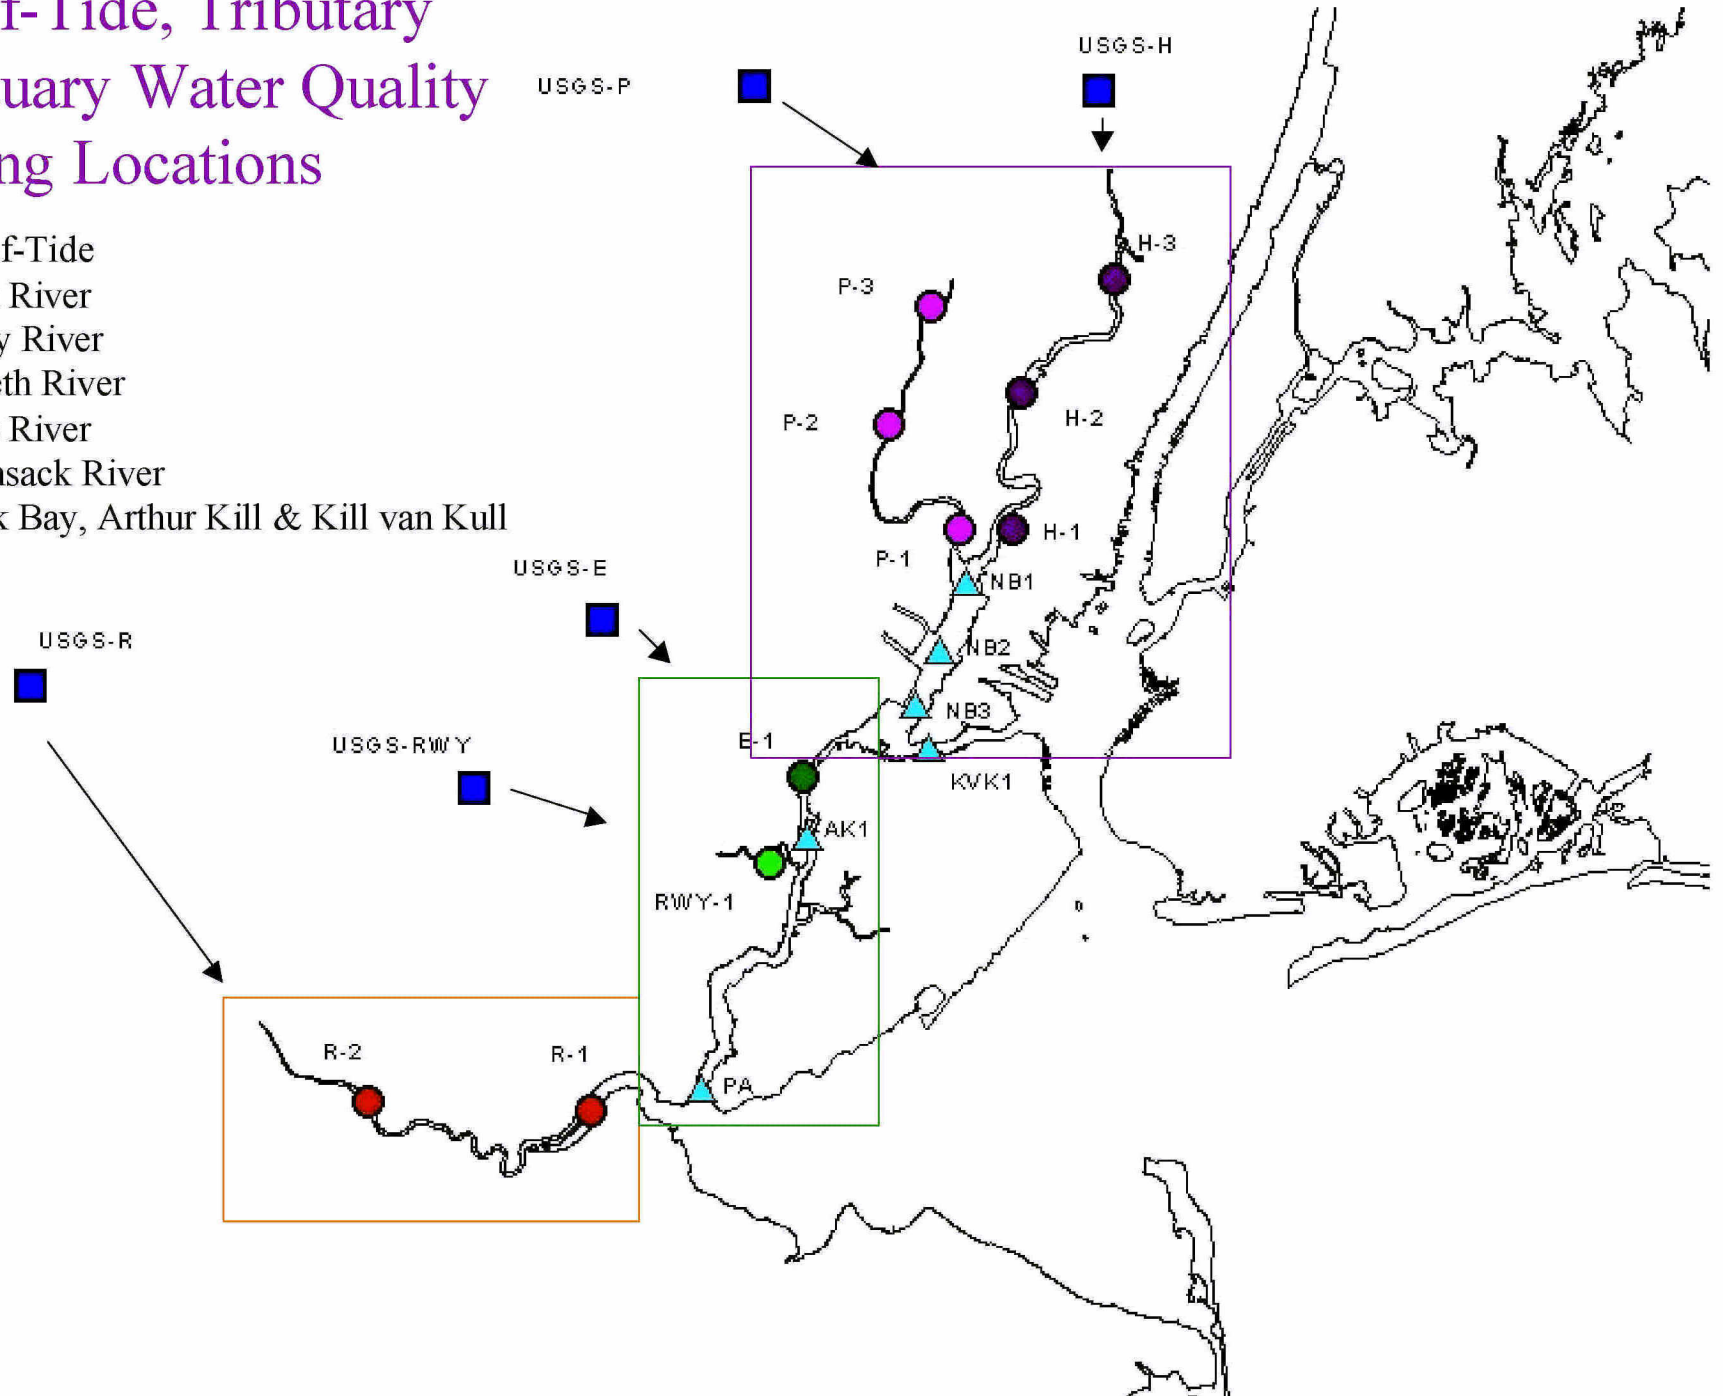 f-Tide, Tributary
uary Water Quality
ng Locations
f-Tide
River
y River
eth River
River
nsack River
k Bay, Arthur Kill & Kill van Kull
USGS-P
USGS-H
H-3
P-3
P-2
H-2
H-1
P-1
NB1
USGS-E
NB2
USGS-R
NB3
E-1
USGS-RWY
KVK1
AK1
RWY-1
R-2
R-1
PA